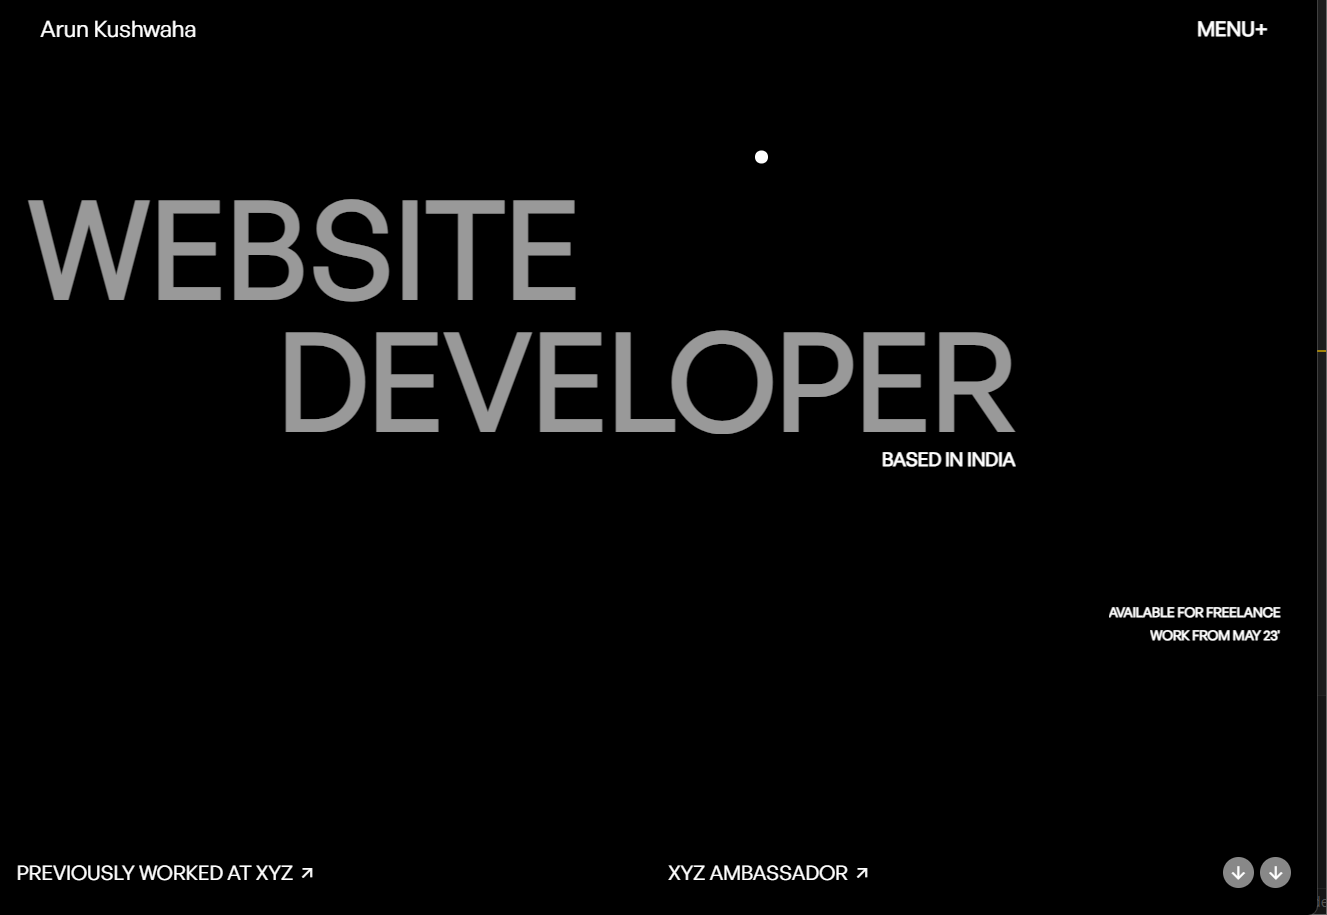 Arun Kushwaha
MENU+
WEBSITE
DEVELOPER
BASED IN INDIA
AVAILABLE FOR FREELANCE
WORK FROM MAY 23'
PREVIOUSLY WORKED AT XYZ ↗
XYZ AMBASSADOR ↗